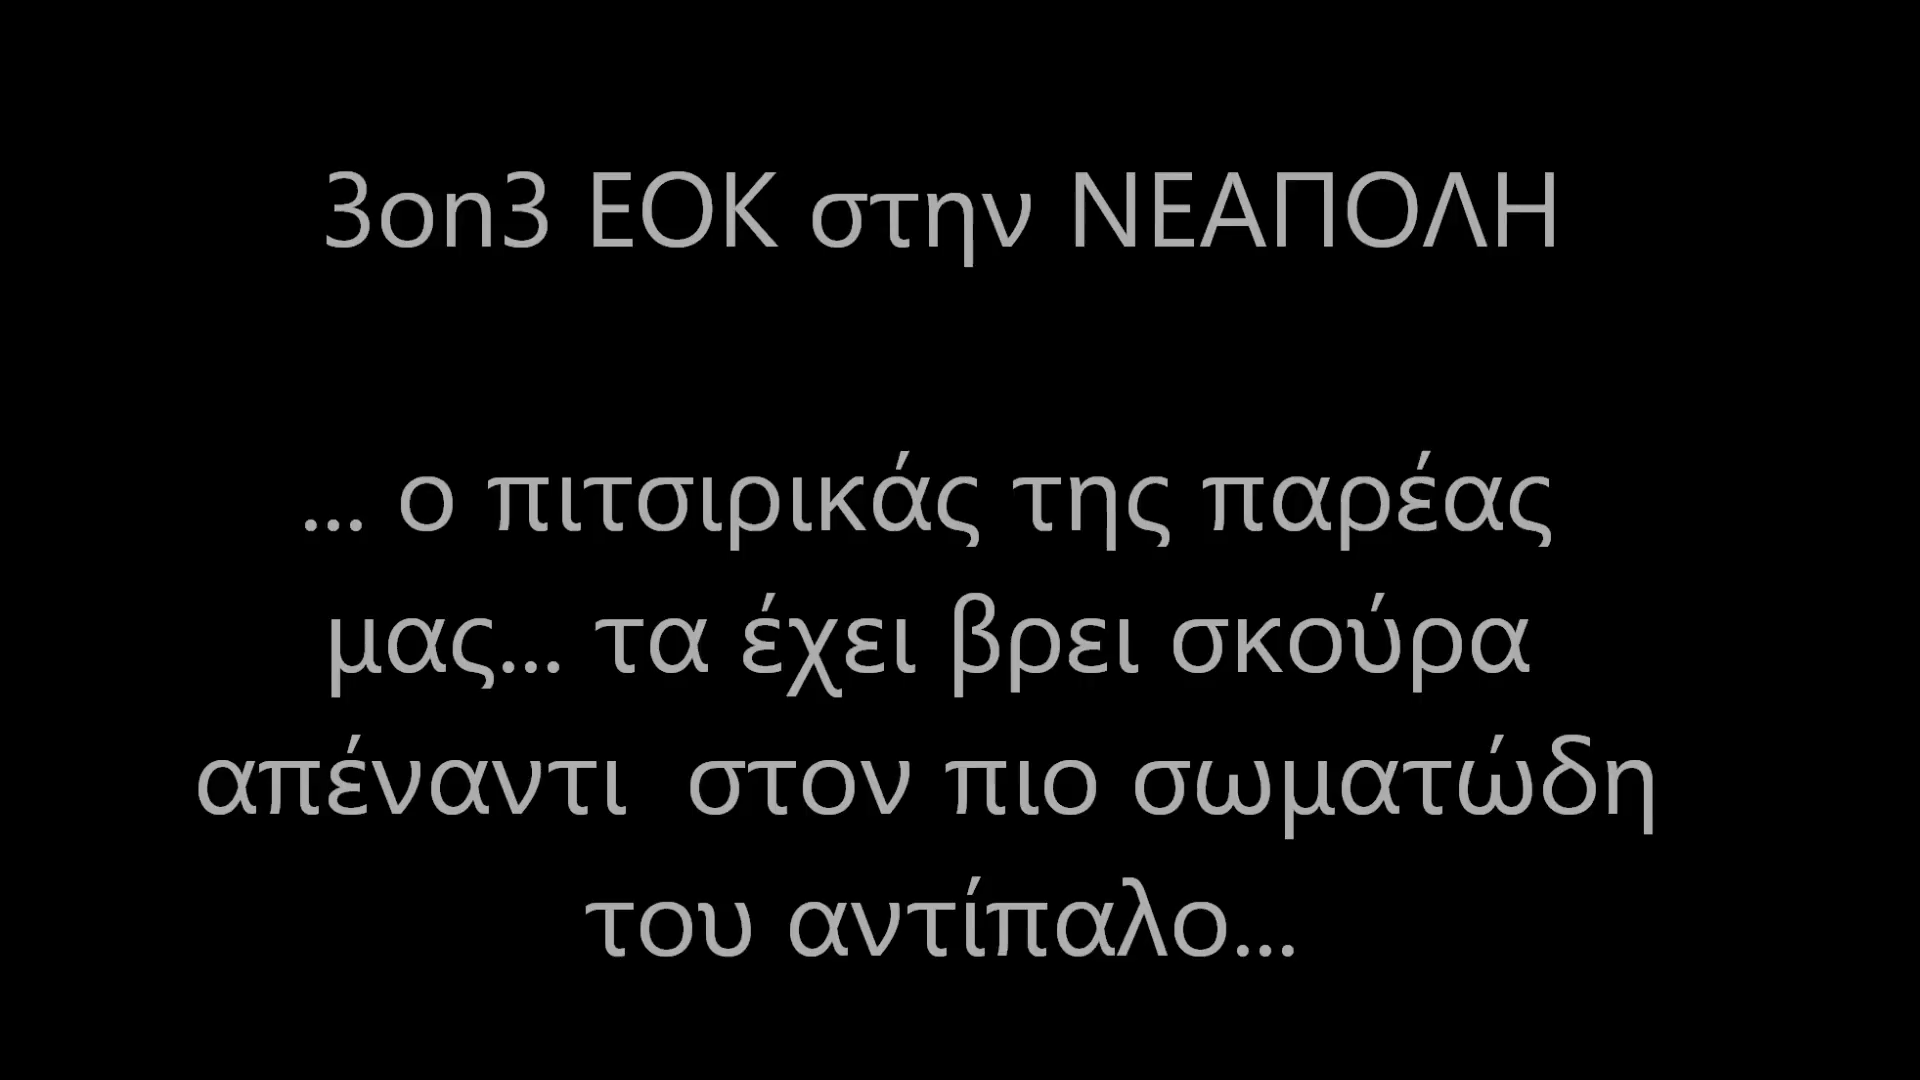 3on3 ΕΟΚ στην ΝΕΑΠΟΛΗ
... ο πιτσιρικάς της παρέας
μας... τα έχει βρει σκούρα
απέναντι  στον πιο σωματώδη
του αντίπαλο...